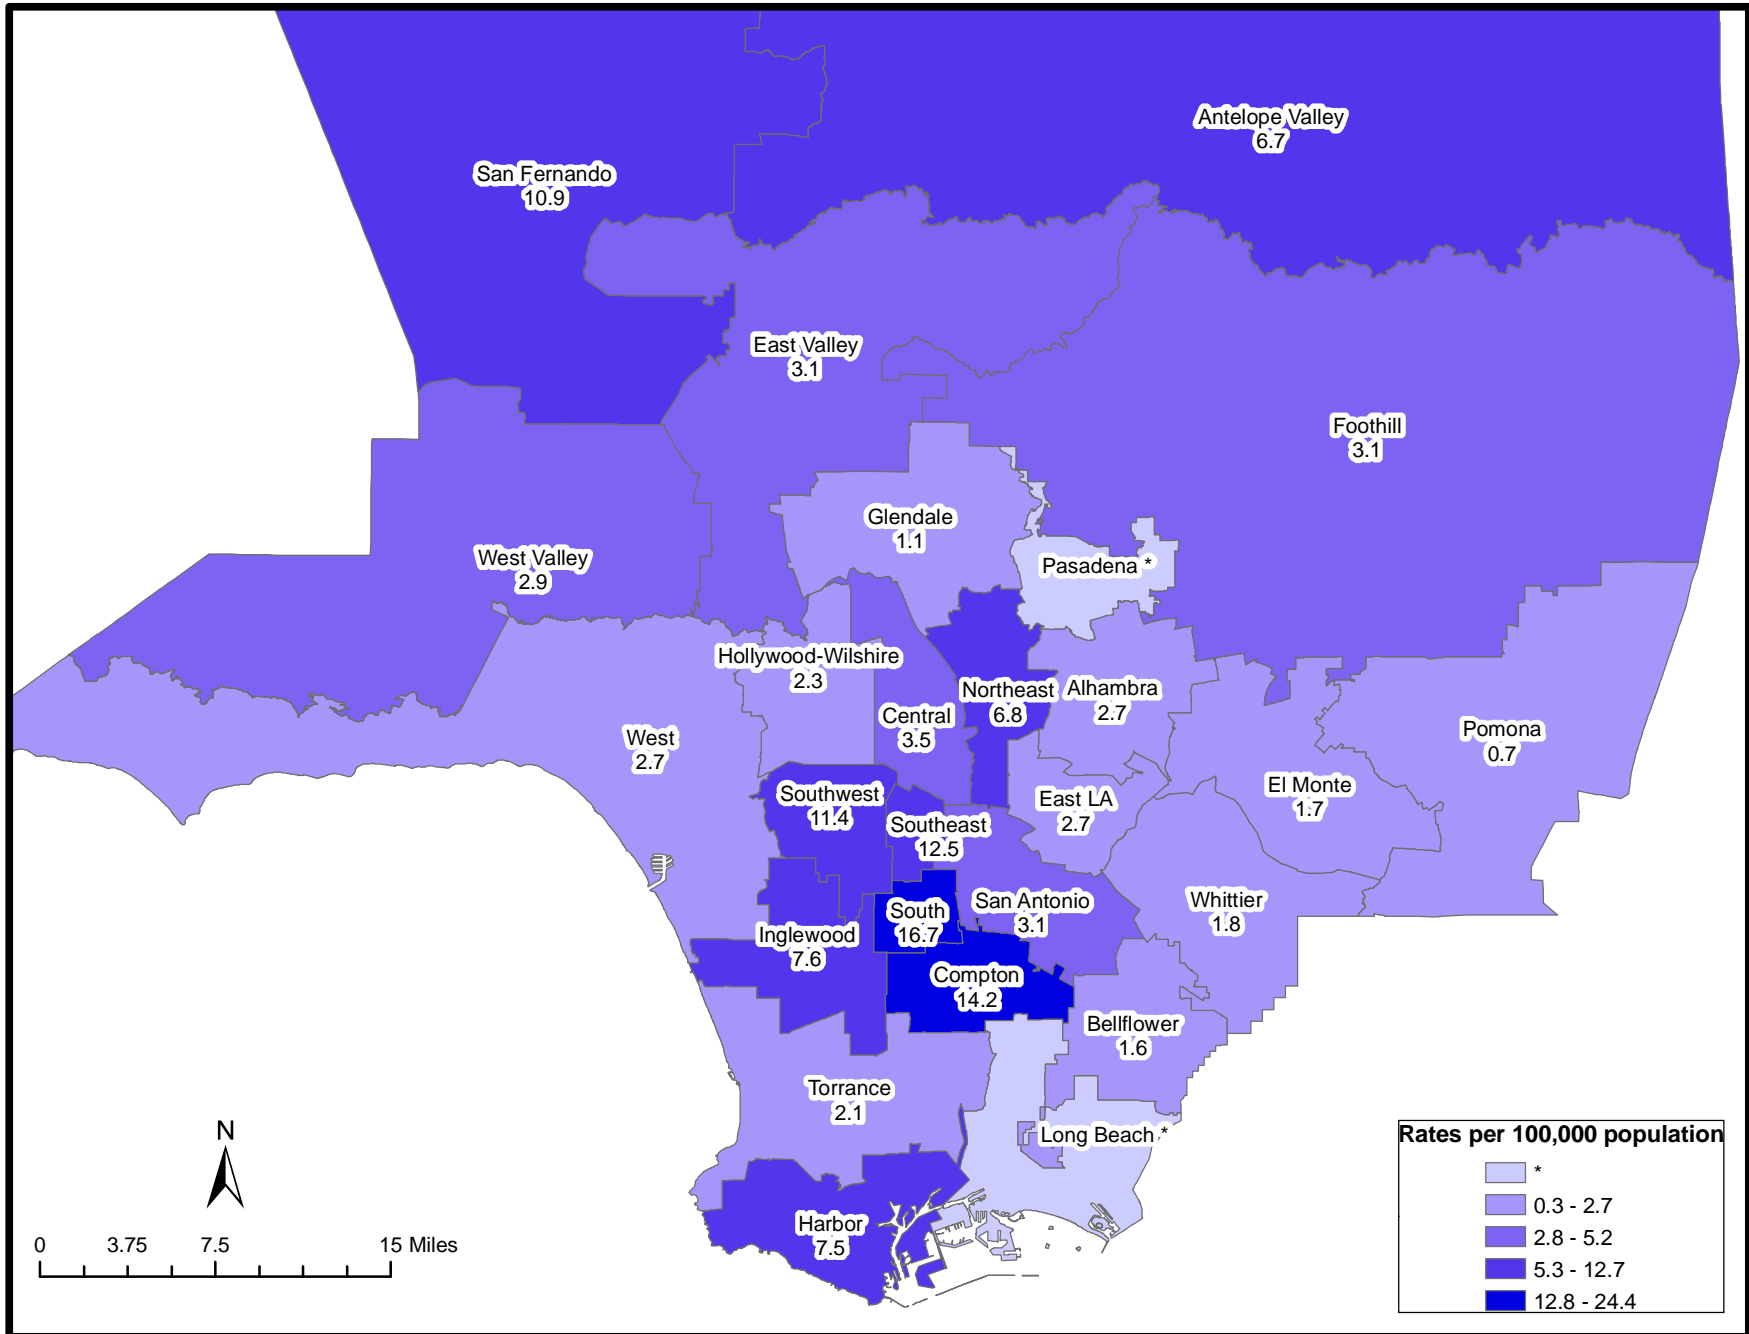 Antelope Valley
6.7
San Fernando
10.9
East Valley
3.1
Foothill
3.1
Glendale
1.1
West Valley
2.9
Pasadena *
Hollywood-Wilshire
2.3
Northeast
6.8
Alhambra
2.7
Central
3.5
West
2.7
Pomona
0.7
El Monte
1.7
Southwest
11.4
East LA
2.7
Southeast
12.5
South
16.7
San Antonio
3.1
Whittier
1.8
Inglewood
7.6
Compton
14.2
Bellflower
1.6
Torrance
2.1
Long Beach *
Harbor
7.5
N
0 3.75 7.5 15 Miles
Rates per 100,000 population
*
0.3 - 2.7
2.8 - 5.2
5.3 - 12.7
12.8 - 24.4